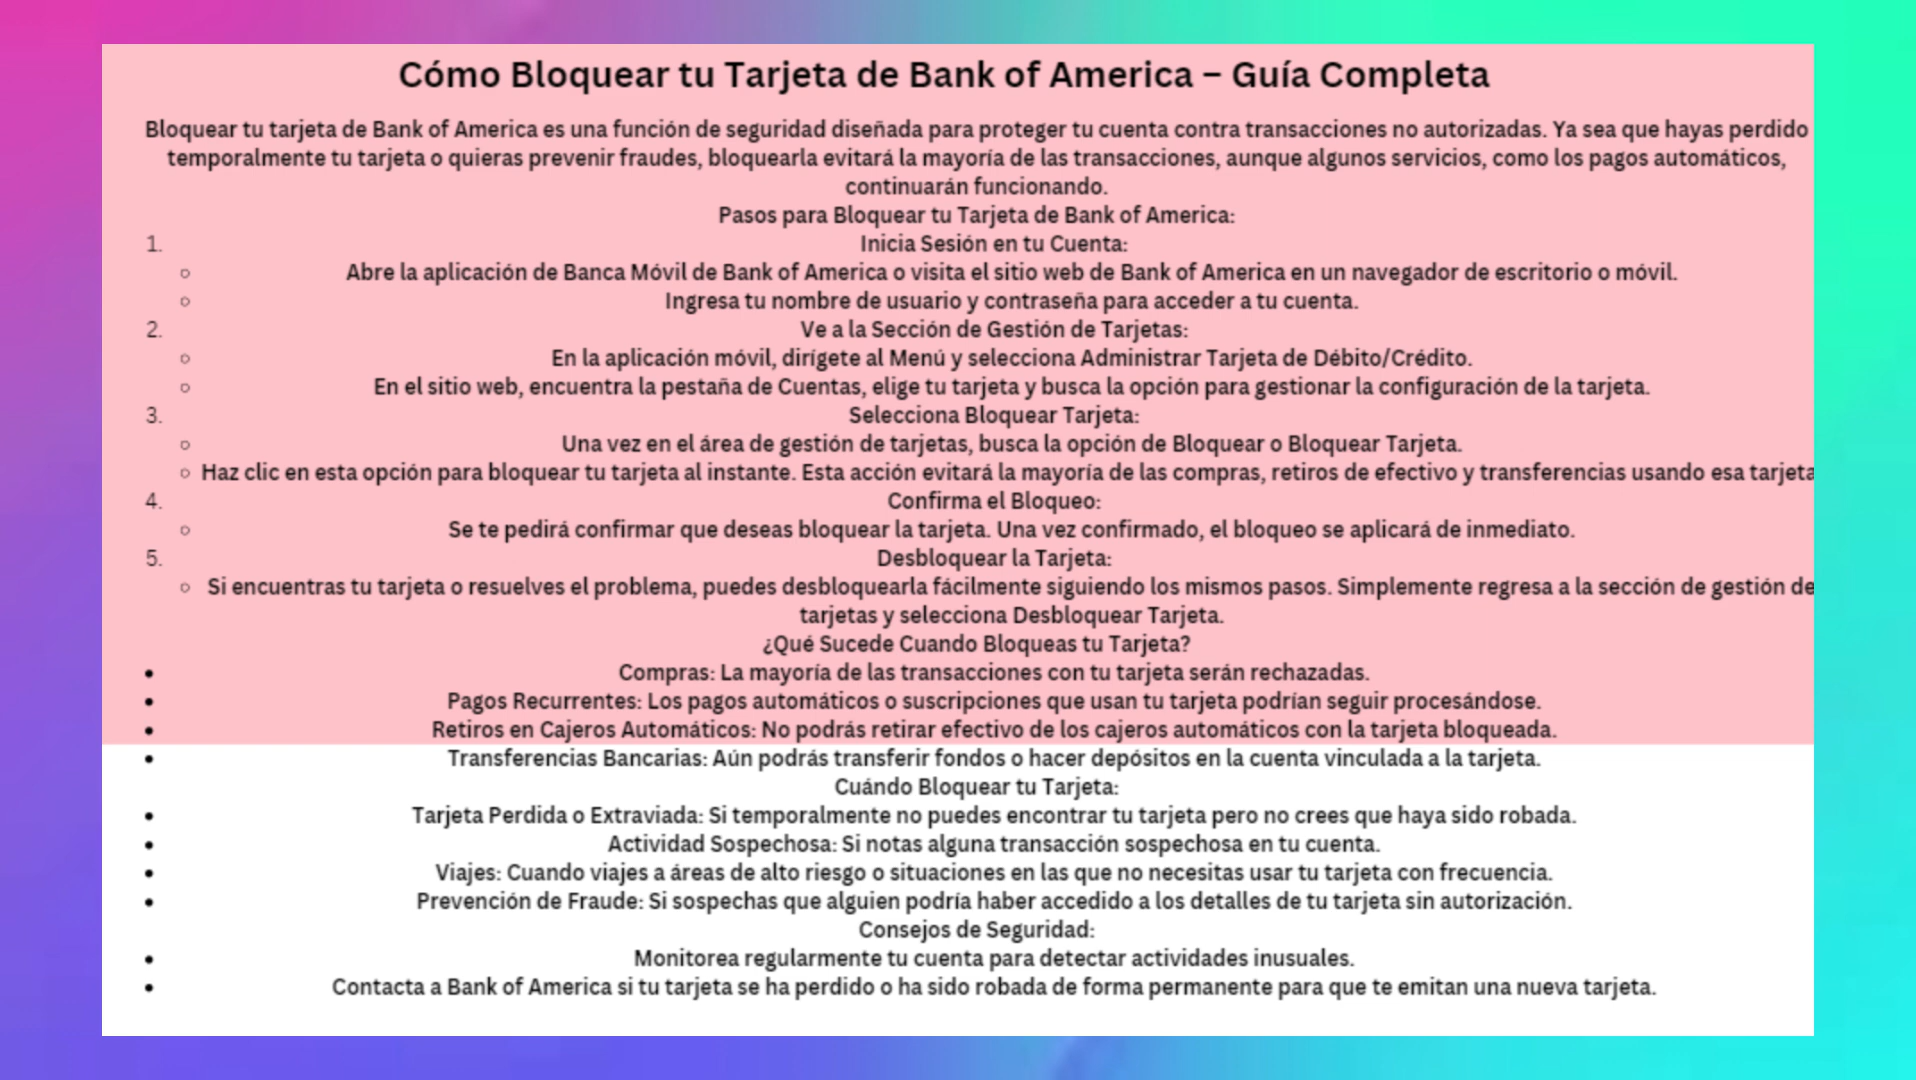 Cómo Bloquear tu Tarjeta de Bank of America – Guía Completa
Bloquear tu tarjeta de Bank of America es una función de seguridad diseñada para proteger tu cuenta contra transacciones no autorizadas. Ya sea que hayas perdido
temporalmente tu tarjeta o quieras prevenir fraudes, bloquearla evitará la mayoría de las transacciones, aunque algunos servicios, como los pagos automáticos,
continuarán funcionando.
Pasos para Bloquear tu Tarjeta de Bank of America:
1. Inicia Sesión en tu Cuenta:
○ Abre la aplicación de Banca Móvil de Bank of America o visita el sitio web de Bank of America en un navegador de escritorio o móvil.
○ Ingresa tu nombre de usuario y contraseña para acceder a tu cuenta.
2. Ve a la Sección de Gestión de Tarjetas:
○ En la aplicación móvil, dirígete al Menú y selecciona Administrar Tarjeta de Débito/Crédito.
○ En el sitio web, encuentra la pestaña de Cuentas, elige tu tarjeta y busca la opción para gestionar la configuración de la tarjeta.
3. Selecciona Bloquear Tarjeta:
○ Una vez en el área de gestión de tarjetas, busca la opción de Bloquear o Bloquear Tarjeta.
○ Haz clic en esta opción para bloquear tu tarjeta al instante. Esta acción evitará la mayoría de las compras, retiros de efectivo y transferencias usando esa tarjeta
4. Confirma el Bloqueo:
○ Se te pedirá confirmar que deseas bloquear la tarjeta. Una vez confirmado, el bloqueo se aplicará de inmediato.
5. Desbloquear la Tarjeta:
○ Si encuentras tu tarjeta o resuelves el problema, puedes desbloquearla fácilmente siguiendo los mismos pasos. Simplemente regresa a la sección de gestión de
tarjetas y selecciona Desbloquear Tarjeta.
¿Qué Sucede Cuando Bloqueas tu Tarjeta?
• Compras: La mayoría de las transacciones con tu tarjeta serán rechazadas.
• Pagos Recurrentes: Los pagos automáticos o suscripciones que usan tu tarjeta podrían seguir procesándose.
• Retiros en Cajeros Automáticos: No podrás retirar efectivo de los cajeros automáticos con la tarjeta bloqueada.
• Transferencias Bancarias: Aún podrás transferir fondos o hacer depósitos en la cuenta vinculada a la tarjeta.
Cuándo Bloquear tu Tarjeta:
• Tarjeta Perdida o Extraviada: Si temporalmente no puedes encontrar tu tarjeta pero no crees que haya sido robada.
• Actividad Sospechosa: Si notas alguna transacción sospechosa en tu cuenta.
• Viajes: Cuando viajes a áreas de alto riesgo o situaciones en las que no necesitas usar tu tarjeta con frecuencia.
• Prevención de Fraude: Si sospechas que alguien podría haber accedido a los detalles de tu tarjeta sin autorización.
Consejos de Seguridad:
• Monitorea regularmente tu cuenta para detectar actividades inusuales.
• Contacta a Bank of America si tu tarjeta se ha perdido o ha sido robada de forma permanente para que te emitan una nueva tarjeta.